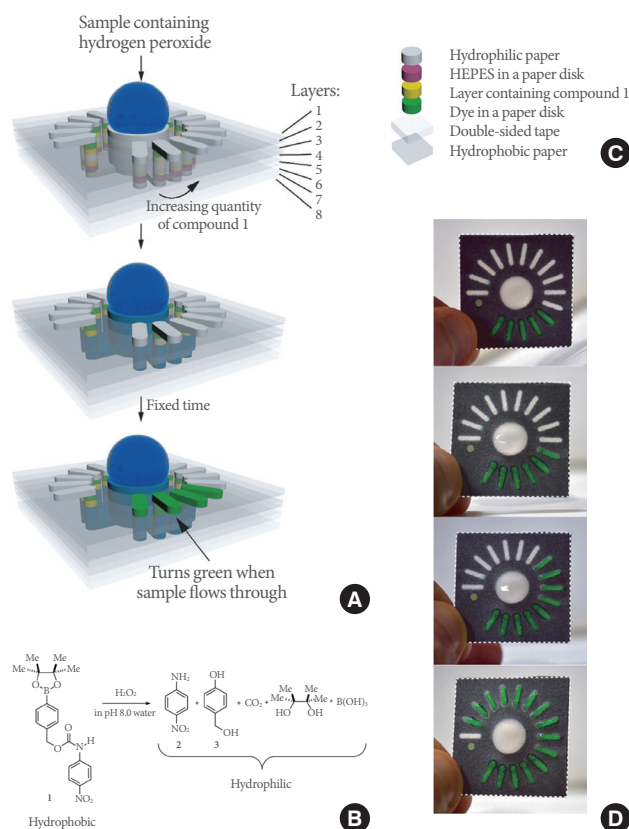 Sample containing
hydrogen peroxide
Layers:
1
2
3
4
5
6
7
8
Increasing quantity
of compound 1
Fixed time
Turns green when
sample flows through
A
Me Me
Me Me
O O
B
O
O N H
NO₂
1
Hydrophobic
H₂O₂
in pH 8.0 water
NH₂
NO₂
2
+
OH
OH
3
+ CO₂ +
Me Me
Me Me
HO OH
+ B(OH)₃
Hydrophilic
B
Hydrophilic paper
HEPES in a paper disk
Layer containing compound 1
Dye in a paper disk
Double-sided tape
Hydrophobic paper
C
D